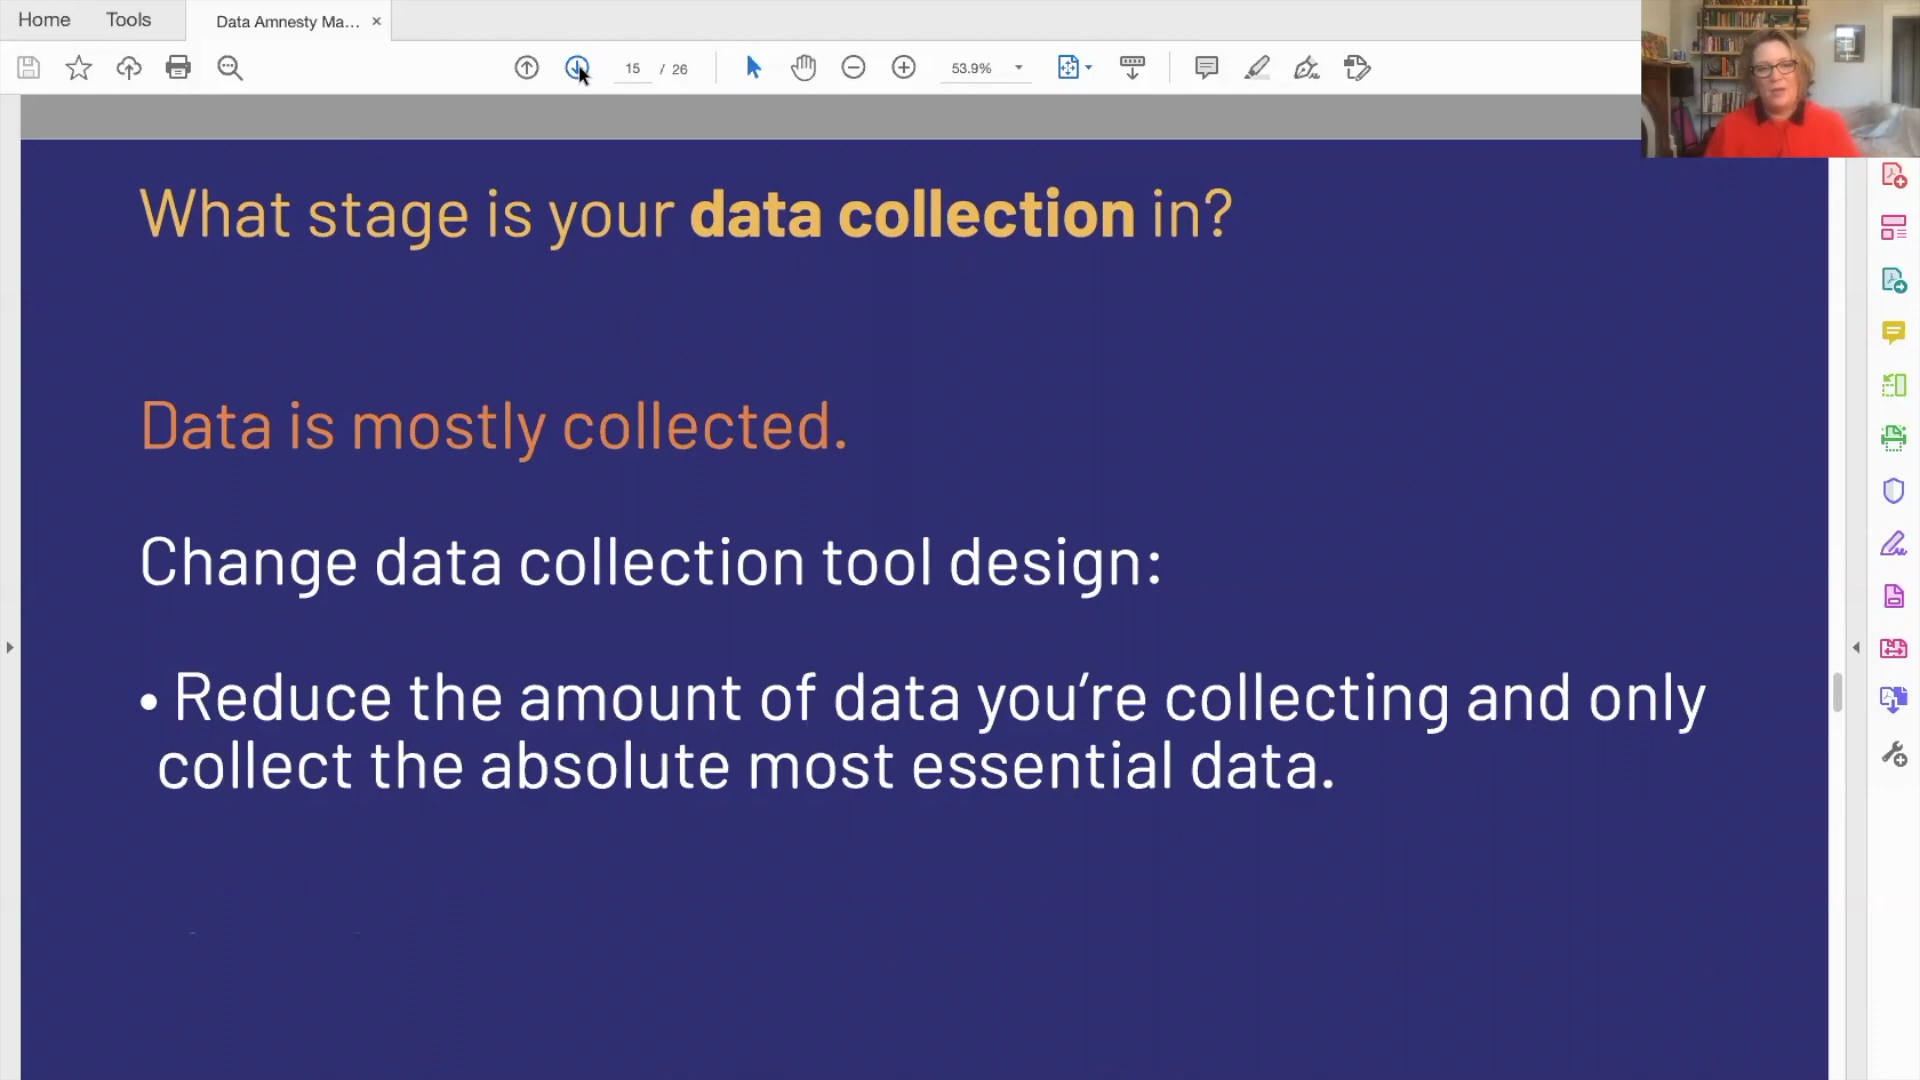 Home
Tools
Data Amnesty Ma...
15 / 26
53.9%
What stage is your data collection in?
Data is mostly collected.
Change data collection tool design:
• Reduce the amount of data you’re collecting and only
collect the absolute most essential data.